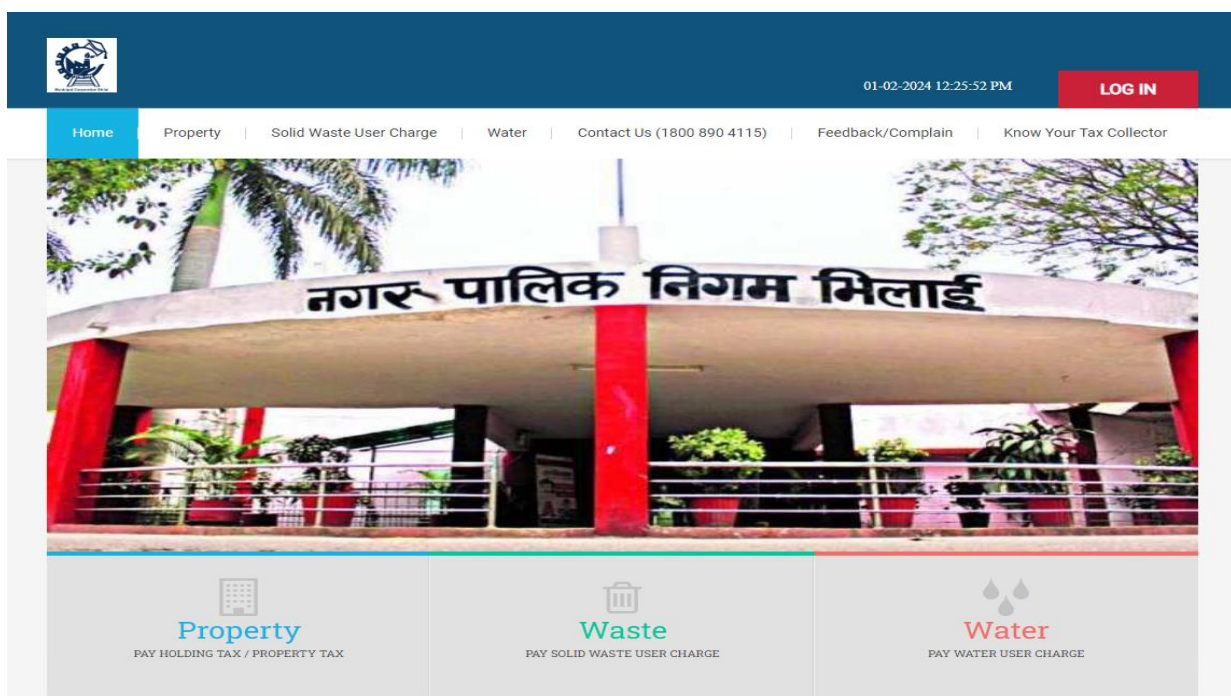 01-02-2024 12:25:52 PM
LOG IN
Home
Property
Solid Waste User Charge
Water
Contact Us (1800 890 4115)
Feedback/Complain
Know Your Tax Collector
नगर पालिक निगम भिलाई
Property
PAY HOLDING TAX / PROPERTY TAX
Waste
PAY SOLID WASTE USER CHARGE
Water
PAY WATER USER CHARGE